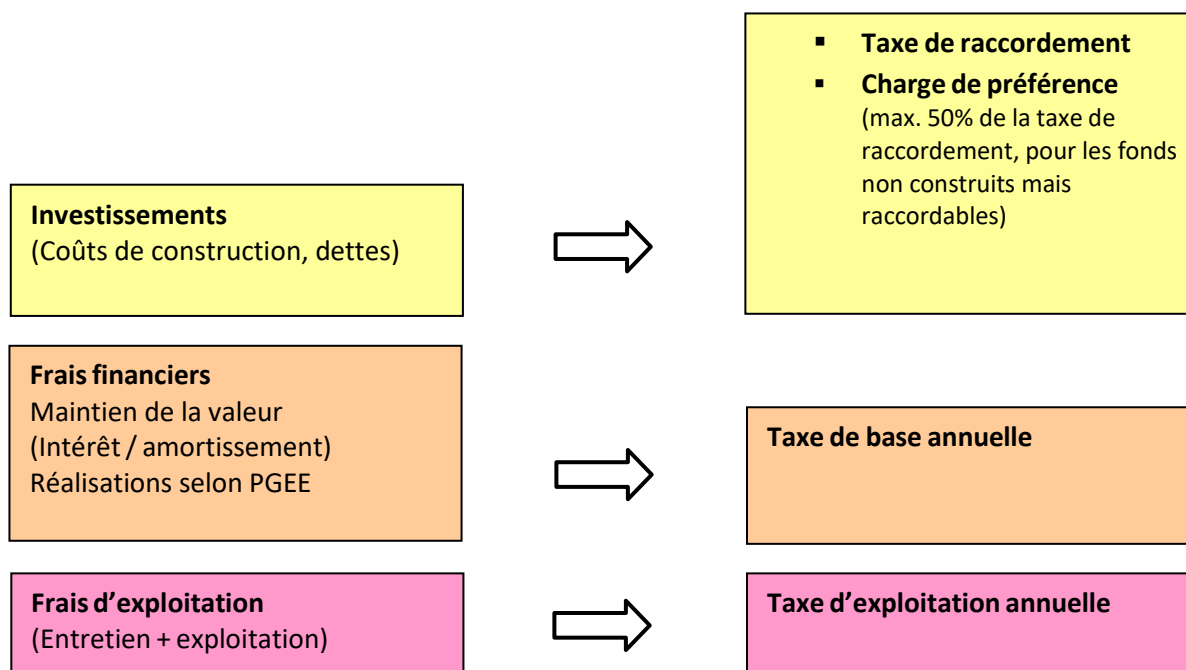 ▪ Taxe de raccordement
▪ Charge de préférence
(max. 50% de la taxe de
raccordement, pour les fonds
non construits mais
raccordables)
Investissements
(Coûts de construction, dettes)
Frais financiers
Maintien de la valeur
(Intérêt / amortissement)
Réalisations selon PGEE
Taxe de base annuelle
Frais d’exploitation
(Entretien + exploitation)
Taxe d’exploitation annuelle